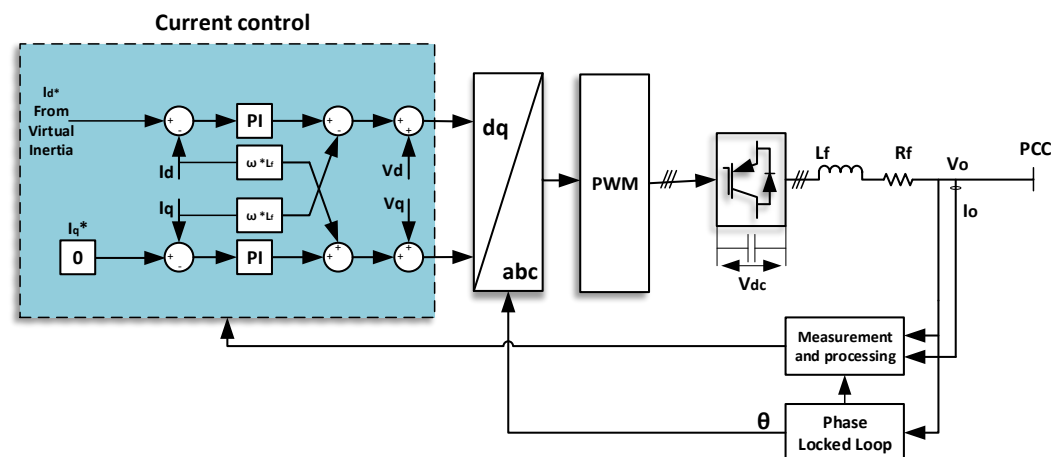 Current control
Id*
From
Virtual
Inertia
+
-
PI
+
-
+
+
Id
ω*Lf
Vd
Iq
ω*Lf
Vq
Iq*
0
+
-
PI
+
+
+
+
dq
abc
PWM
Vdc
Lf
Rf
Vo
Io
PCC
Measurement
and processing
θ
Phase
Locked Loop